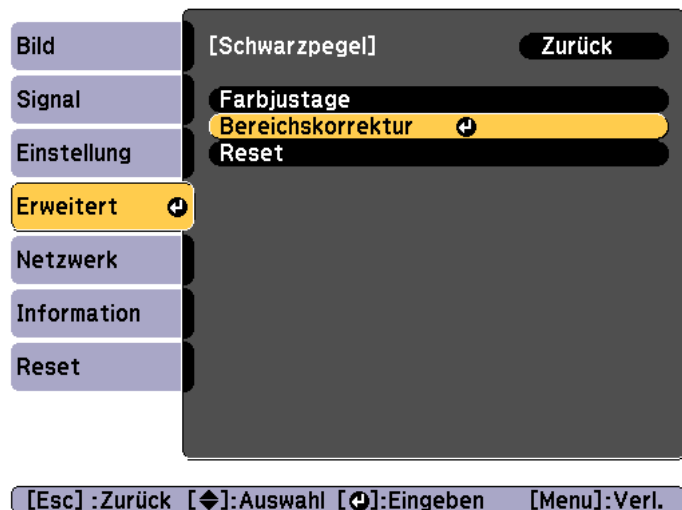 Bild
Signal
Einstellung
Erweitert
Netzwerk
Information
Reset
[Schwarzpegel] Zurück
Farbjustage
Bereichskorrektur
Reset
[Esc] :Zurück [◆]:Auswahl [↵]:Eingeben [Menu]:Verl.